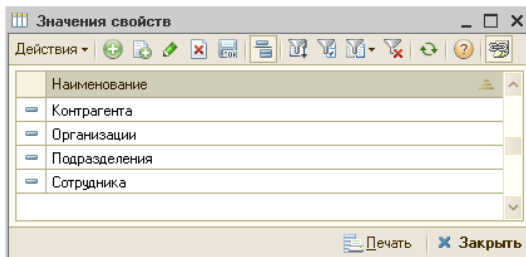 Значения свойств
Действия
Наименование
Контрагента
Организации
Подразделения
Сотрудника
Печать Закрыть